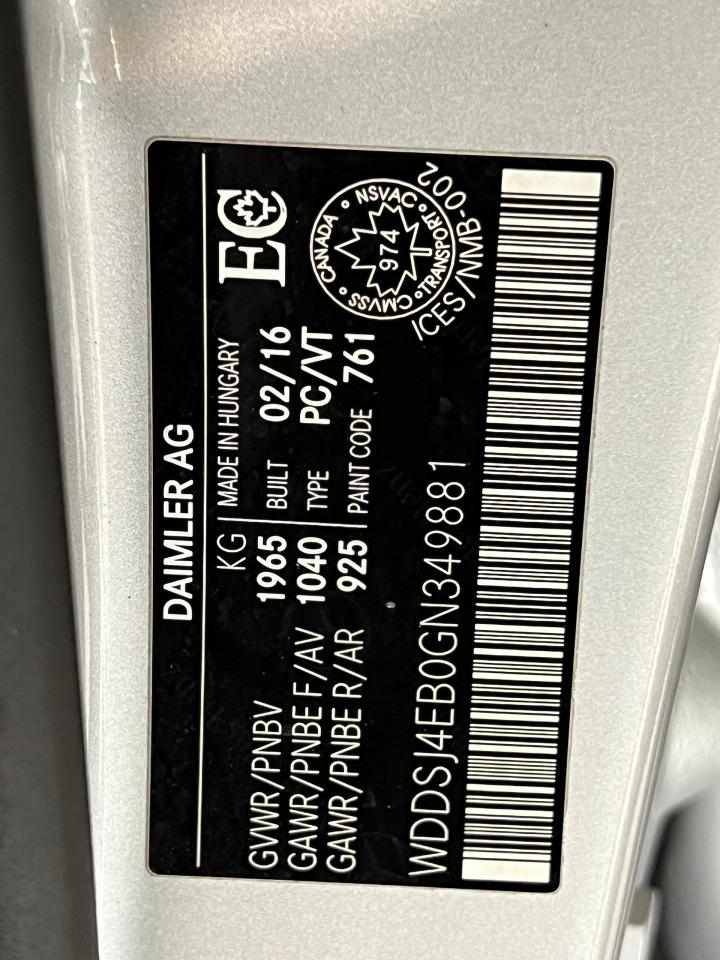 DAIMLER AG
KG MADE IN HUNGARY
GVWR/PNBV 1965 BUILT 02/16
GAWR/PNBE F/AV 1040 TYPE PC/VT
GAWR/PNBE R/AR 925 PAINT CODE 761
EC
CANADA • NSVAC • TRANSPORT • CMVSS •
974
/CES/NMB-002
WDDSJ4EB0GN349881